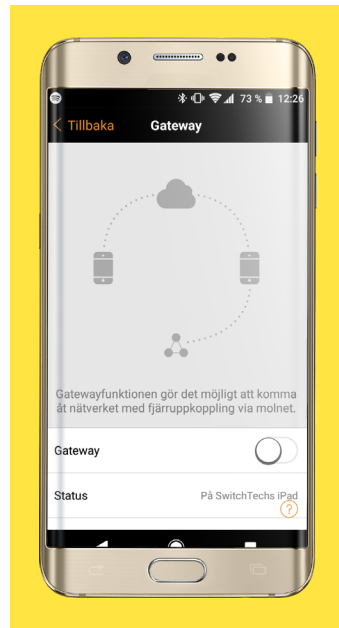 73 % 12:26
Tillbaka Gateway
Gatewayfunktionen gör det möjligt att komma
åt nätverket med fjärruppkoppling via molnet.
Gateway
Status På SwitchTechs iPad
?